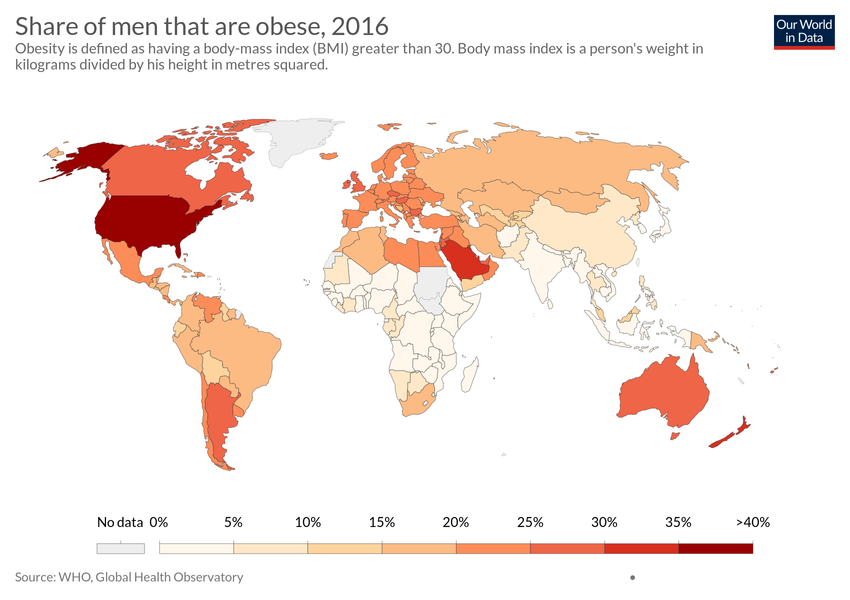 Share of men that are obese, 2016
Our World
in Data
Obesity is defined as having a body-mass index (BMI) greater than 30. Body mass index is a person's weight in
kilograms divided by his height in metres squared.
No data 0% 5% 10% 15% 20% 25% 30% 35% >40%
Source: WHO, Global Health Observatory